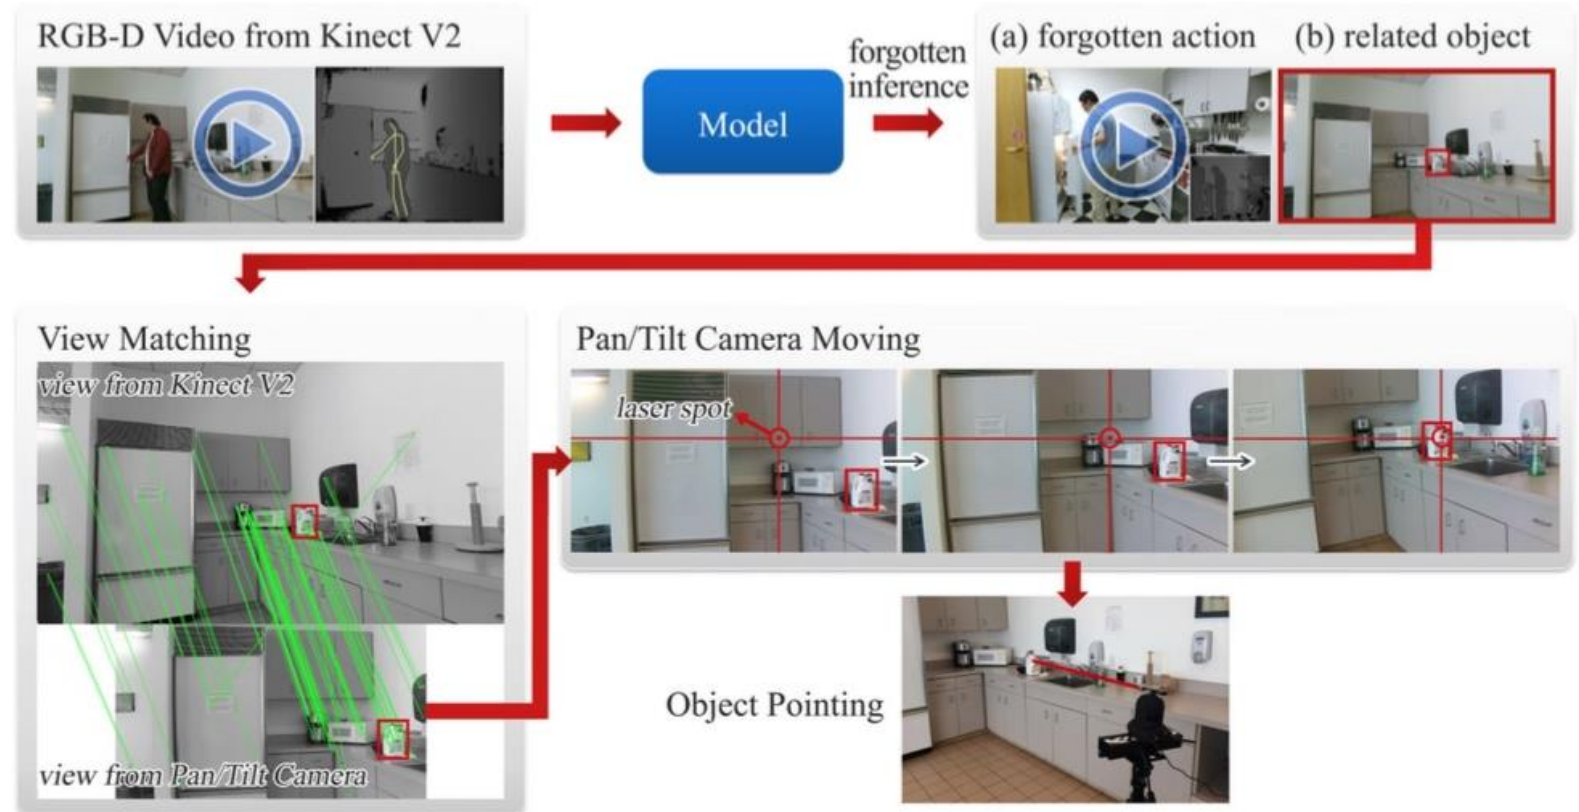 RGB-D Video from Kinect V2
Model
forgotten
inference
(a) forgotten action
(b) related object
View Matching
view from Kinect V2
view from Pan/Tilt Camera
Pan/Tilt Camera Moving
laser spot
Object Pointing